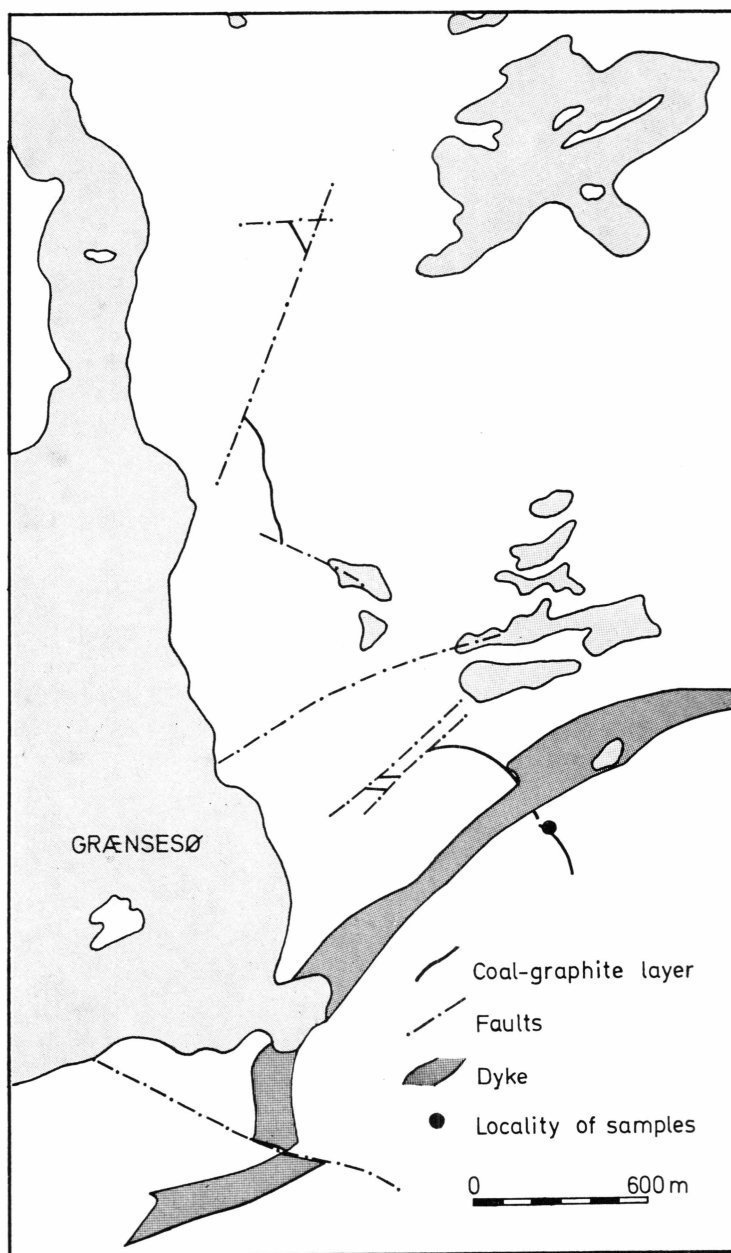 GRÆNSESØ
Coal-graphite layer
Faults
Dyke
Locality of samples
0 600 m